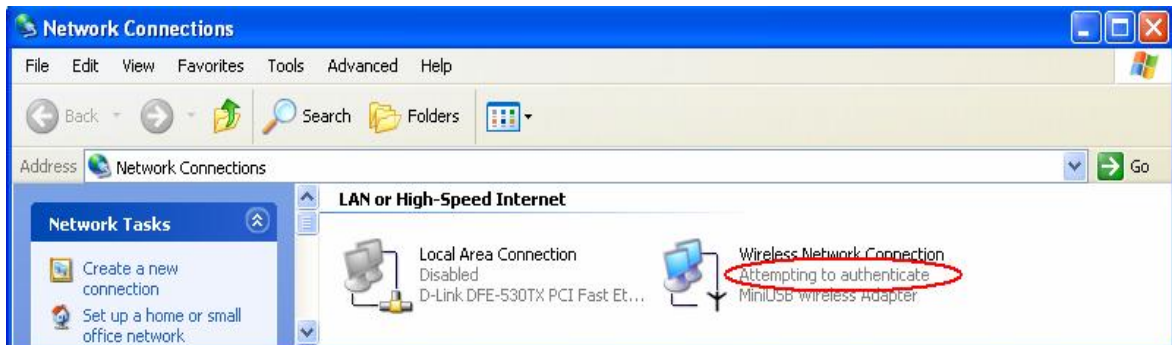 Network Connections
File Edit View Favorites Tools Advanced Help
Back Search Folders
Address Network Connections Go
LAN or High-Speed Internet
Network Tasks
Create a new
connection
Set up a home or small
office network
Local Area Connection
Disabled
D-Link DFE-530TX PCI Fast Et...
Wireless Network Connection
Attempting to authenticate
MiniUSB Wireless Adapter